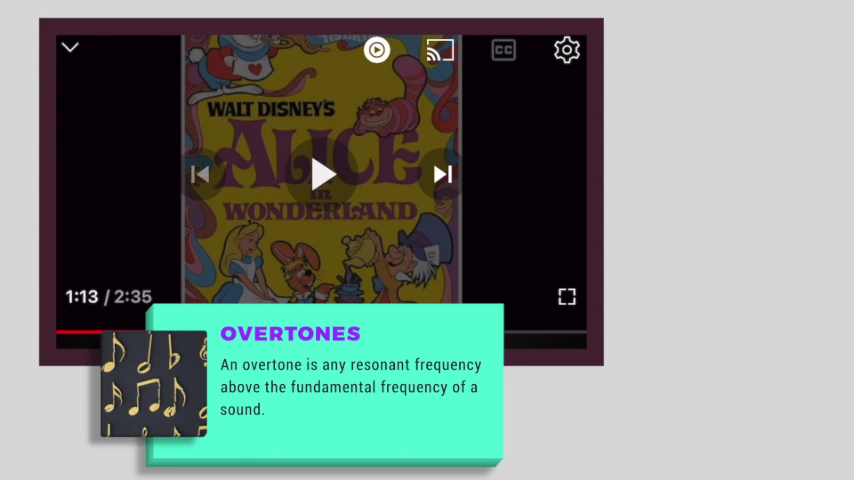 CC
WALT DISNEY'S
ALICE
in
WONDERLAND
1:13 / 2:35
OVERTONES
An overtone is any resonant frequency
above the fundamental frequency of a
sound.